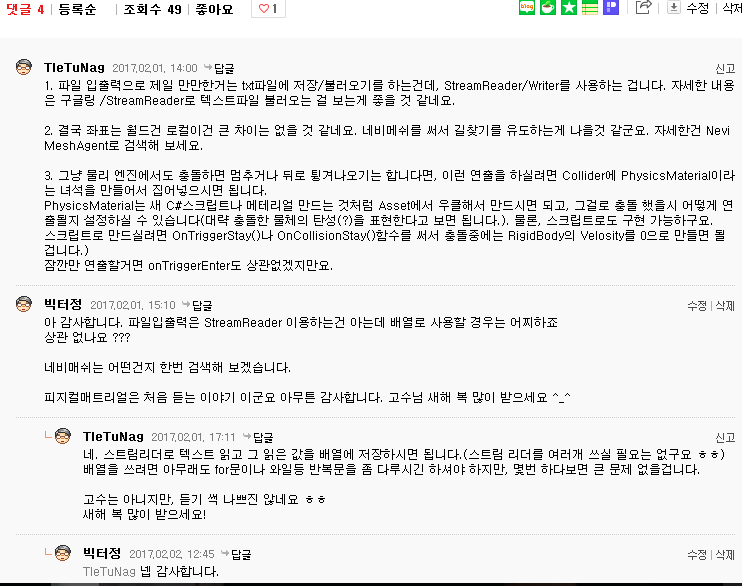 댓글 4 | 등록순 | 조회수 49 | 좋아요 ♡ 1
blog
수정 | 삭제
TIeTuNag 2017.02.01. 14:00 답글 신고
1. 파일 입출력으로 제일 만만한거는 txt파일에 저장/불러오기를 하는건데, StreamReader/Writer를 사용하는 겁니다. 자세한 내용
은 구글링 /StreamReader로 텍스트파일 불러오는 걸 보는게 좋을 것 같네요.
2. 결국 좌표는 월드건 로컬이건 큰 차이는 없을 것 같네요. 네비메쉬를 써서 길찾기를 유도하는게 나을것 같군요. 자세한건 Nevi
MeshAgent로 검색해 보세요.
3. 그냥 물리 엔진에서도 충돌하면 멈추거나 뒤로 튕겨나오기는 합니다면, 이런 연출을 하실려면 Collider에 PhysicsMaterial이라
는 녀석을 만들어서 집어넣으시면 됩니다.
PhysicsMaterial는 새 C#스크립트나 메테리얼 만드는 것처럼 Asset에서 우클해서 만드시면 되고, 그걸로 충돌 했을시 어떻게 연
출될지 설정하실 수 있습니다(대략 충돌한 물체의 탄성(?)을 표현한다고 보면 됩니다.). 물론, 스크립트로도 구현 가능하구요.
스크립트로 만드실려면 OnTriggerStay()나 OnCollisionStay()함수를 써서 충돌중에는 RigidBody의 Velosity를 0으로 만들면 될
겁니다.)
잠깐만 연출할거면 onTriggerEnter도 상관없겠지만요.
빅터정 2017.02.01. 15:10 답글 수정 | 삭제
아 감사합니다. 파일입출력은 StreamReader 이용하는건 아는데 배열로 사용할 경우는 어찌하죠
상관 없나요 ???
네비매쉬는 어떤건지 한번 검색해 보겠습니다.
피지컬매트리얼은 처음 듣는 이야기 이군요 아무튼 감사합니다. 고수님 새해 복 많이 받으세요 ^_^
TIeTuNag 2017.02.01. 17:11 답글 신고
네. 스트림리더로 텍스트 읽고 그 읽은 값을 배열에 저장하시면 됩니다.(스트림 리더를 여러개 쓰실 필요는 없구요 ㅎㅎ)
배열을 쓰려면 아무래도 for문이나 와일등 반복문을 좀 다루시긴 하셔야 하지만, 몇번 하다보면 큰 문제 없을겁니다.
고수는 아니지만, 듣기 썩 나쁘진 않네요 ㅎㅎ
새해 복 많이 받으세요!
빅터정 2017.02.02. 12:45 답글 수정 | 삭제
TIeTuNag 넵 감사합니다.